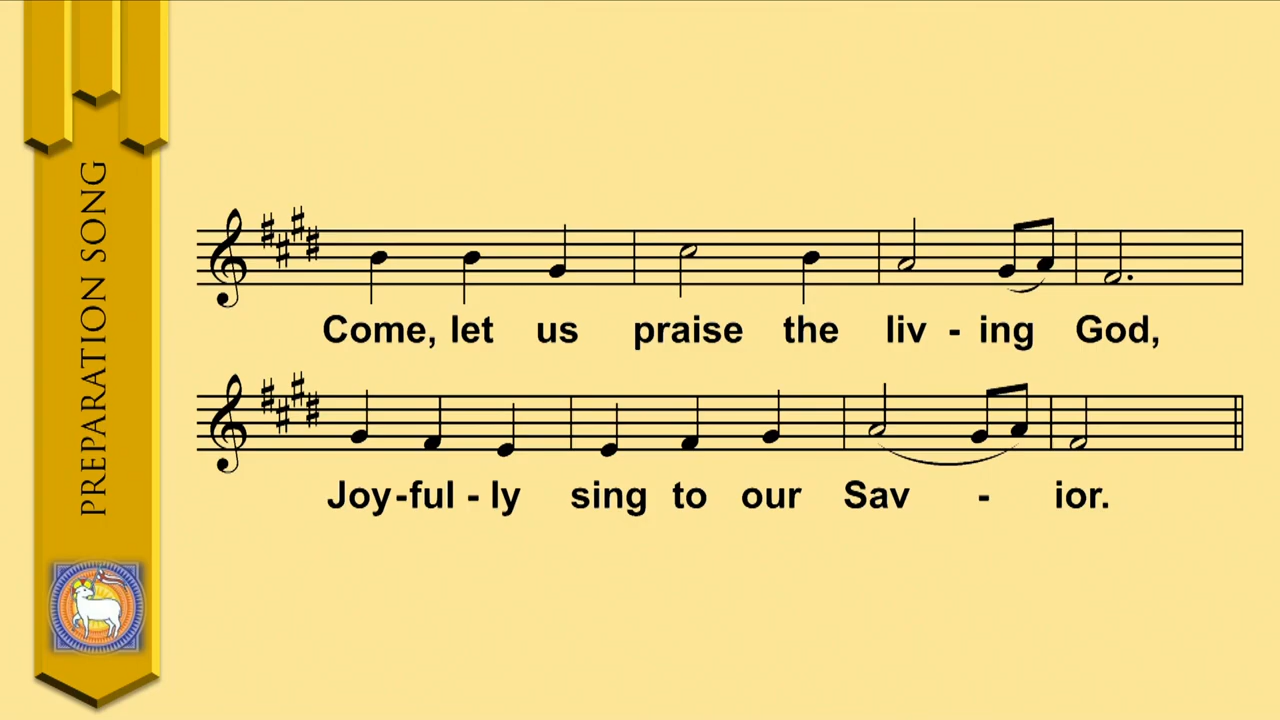 PREPARATION SONG
Come, let us praise the liv - ing God,
Joy-ful - ly sing to our Sav - ior.